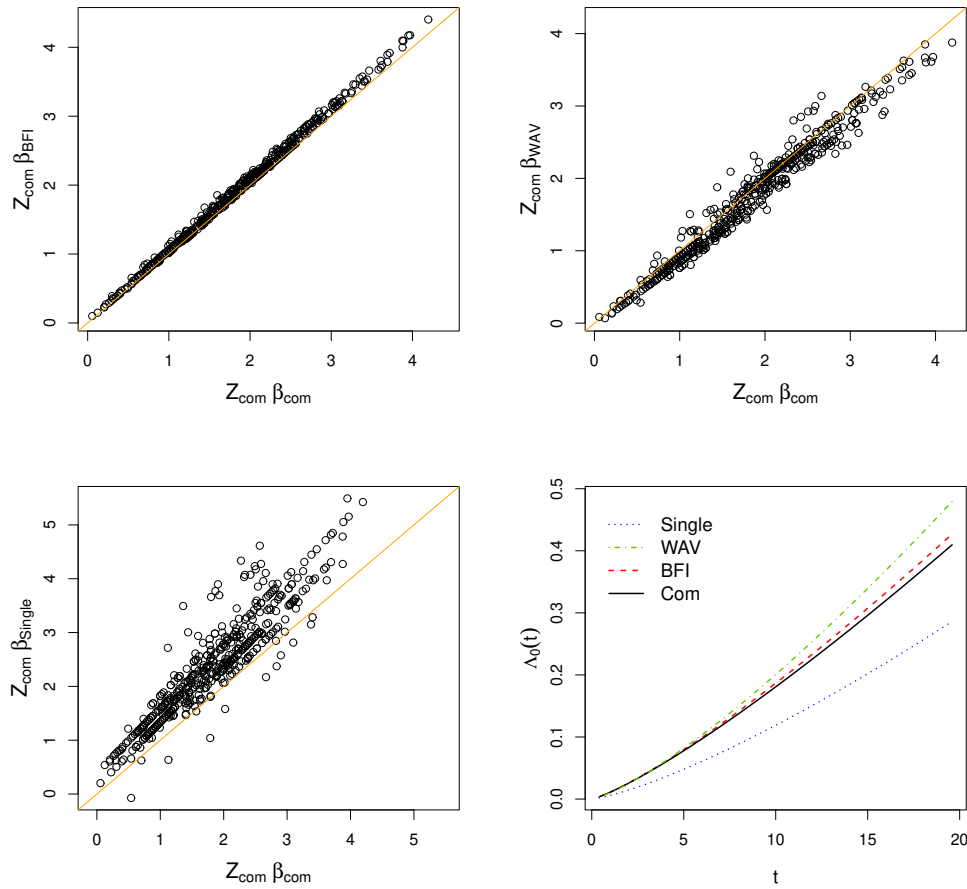 Z_com β_BFI
4
3
2
1
0
0 1 2 3 4
Z_com β_com
Z_com β_WAV
4
3
2
1
0
0 1 2 3 4
Z_com β_com
Z_com β_Single
5
4
3
2
1
0
0 1 2 3 4 5
Z_com β_com
Λ_0(t)
0.5
0.4
0.3
0.2
0.1
0.0
Single
WAV
BFI
Com
0 5 10 15 20
t